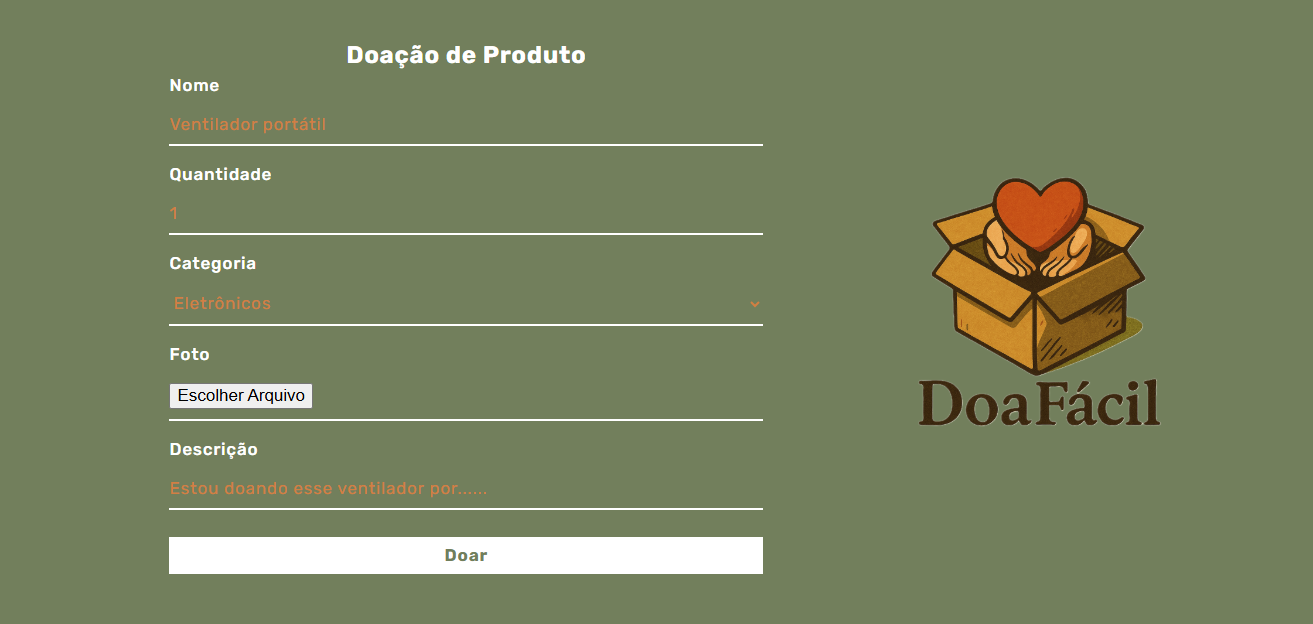 Doação de Produto
Nome
Ventilador portátil
Quantidade
1
Categoria
Eletrônicos
Foto
Escolher Arquivo
Descrição
Estou doando esse ventilador por......
Doar
DoaFácil